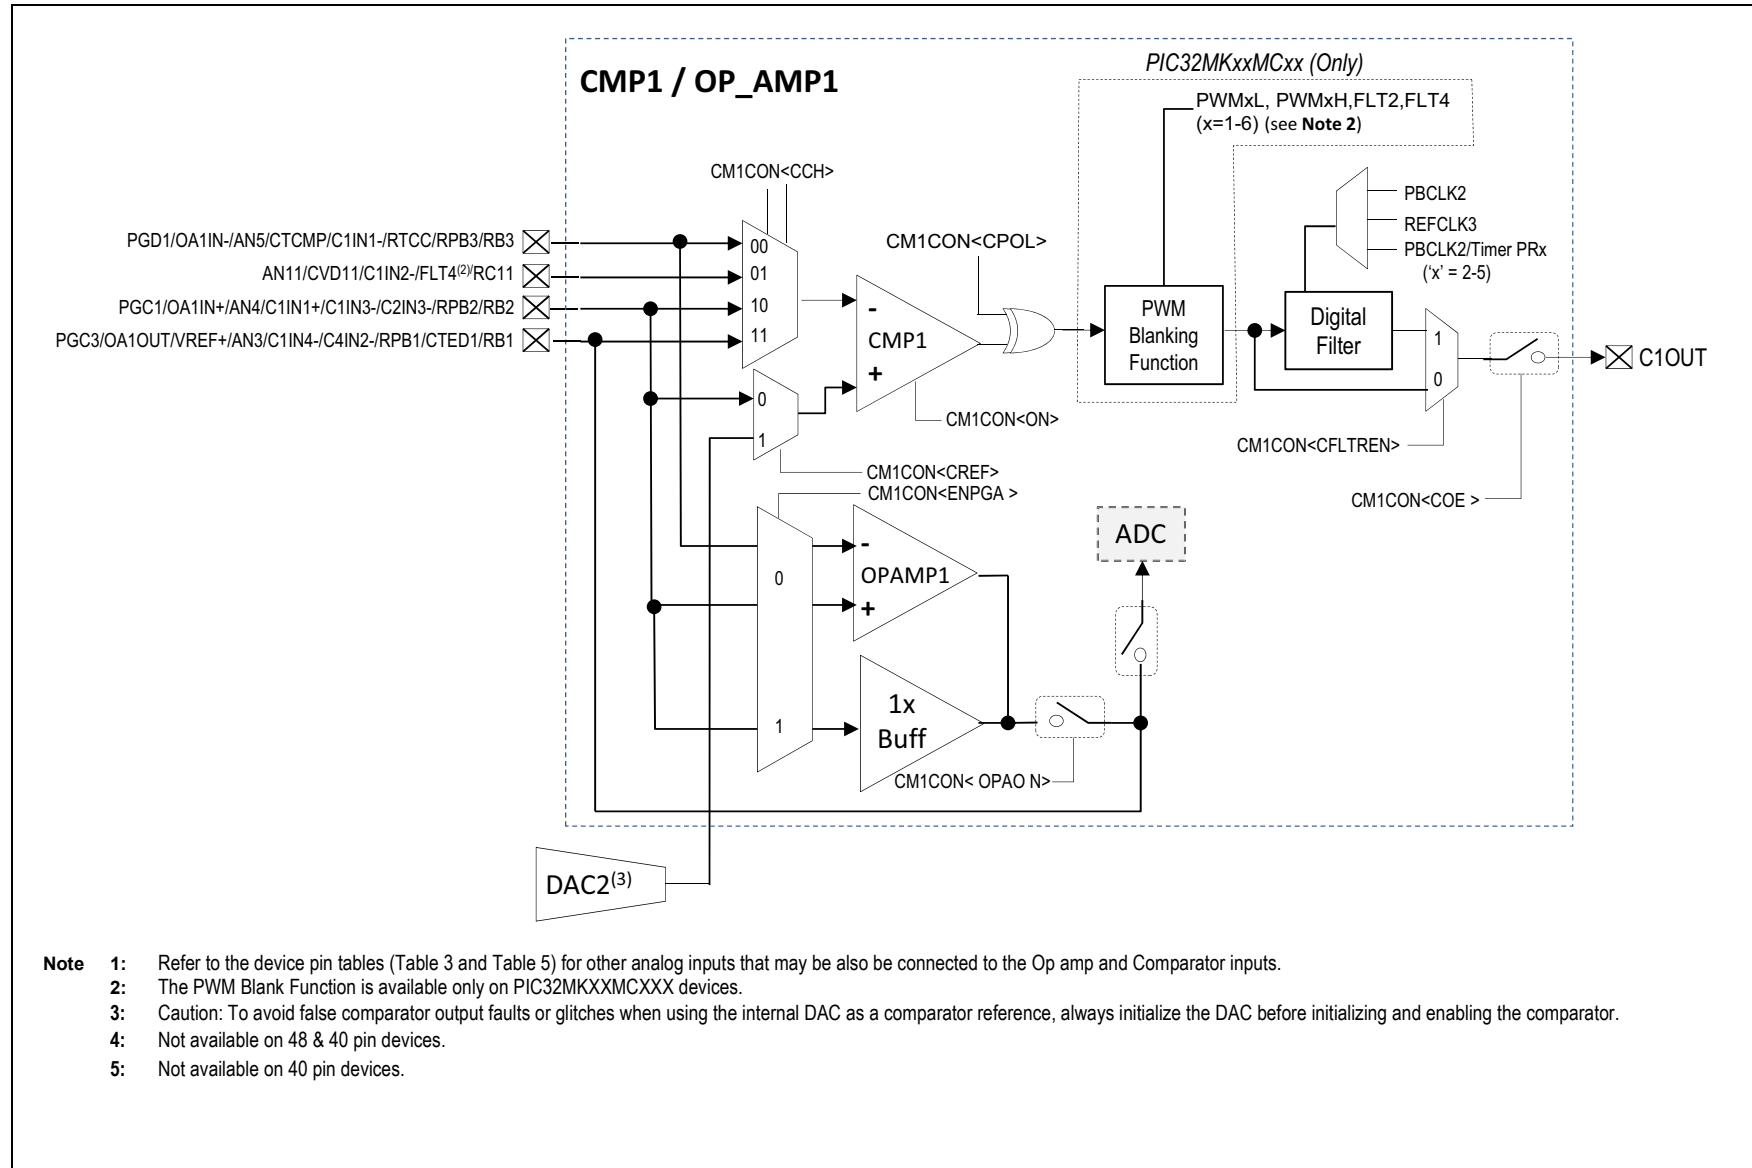 CMP1 / OP_AMP1
PIC32MKxxMCxx (Only)
PWMxL, PWMxH,FLT2,FLT4
(x=1-6) (see Note 2)
CM1CON<CCH>
PBCLK2
REFCLK3
PBCLK2/Timer PRx
('x' = 2-5)
PGD1/OA1IN-/AN5/CTCMP/C1IN1-/RTCC/RPB3/RB3
AN11/CVD11/C1IN2-/FLT4(2)/RC11
PGC1/OA1IN+/AN4/C1IN1+/C1IN3-/C2IN3-/RPB2/RB2
PGC3/OA1OUT/VREF+/AN3/C1IN4-/C4IN2-/RPB1/CTED1/RB1
00
01
10
11
CM1CON<CPOL>
-
CMP1
+
PWM
Blanking
Function
Digital
Filter
1
0
C1OUT
0
1
CM1CON<ON>
CM1CON<CFLTREN>
CM1CON<CREF>
CM1CON<ENPGA >
CM1CON<COE >
ADC
0
1
-
OPAMP1
+
1x
Buff
CM1CON< OPAO N>
DAC2(3)
Note 1: Refer to the device pin tables (Table 3 and Table 5) for other analog inputs that may be also be connected to the Op amp and Comparator inputs.
2: The PWM Blank Function is available only on PIC32MKXXMCXXX devices.
3: Caution: To avoid false comparator output faults or glitches when using the internal DAC as a comparator reference, always initialize the DAC before initializing and enabling the comparator.
4: Not available on 48 & 40 pin devices.
5: Not available on 40 pin devices.